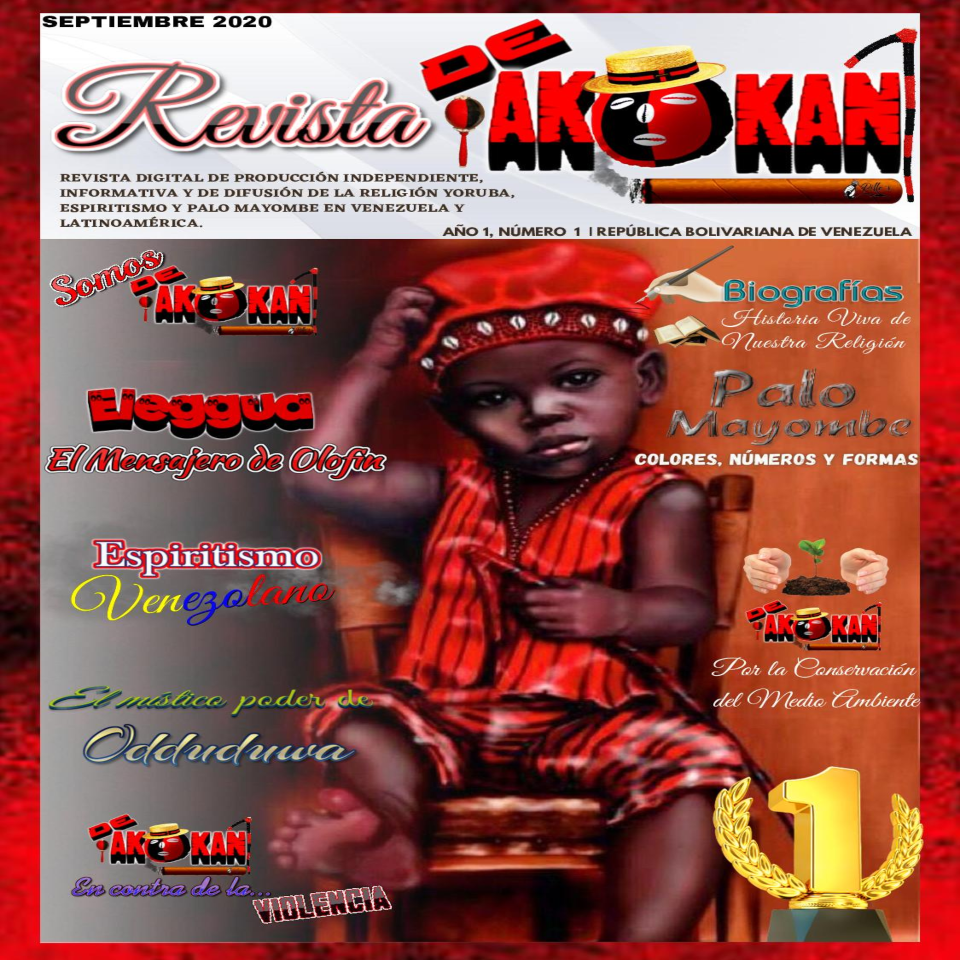 SEPTIEMBRE 2020
Revista
DE
AKOKAN
REVISTA DIGITAL DE PRODUCCIÓN INDEPENDIENTE,
INFORMATIVA Y DE DIFUSIÓN DE LA RELIGIÓN YORUBA,
ESPIRITISMO Y PALO MAYOMBE EN VENEZUELA Y
LATINOAMÉRICA.
AÑO 1, NÚMERO 1 | REPÚBLICA BOLIVARIANA DE VENEZUELA
Somos
DE
AKOKAN
Eleggua
El Mensajero de Olofin
Espiritismo
Venezolano
El místico poder de
Odduduwa
DE
AKOKAN
En contra de la...
VIOLENCIA
Biografías
Historia Viva de
Nuestra Religión
Palo
Mayombe
COLORES, NÚMEROS Y FORMAS
DE
AKOKAN
Por la Conservación
del Medio Ambiente
1